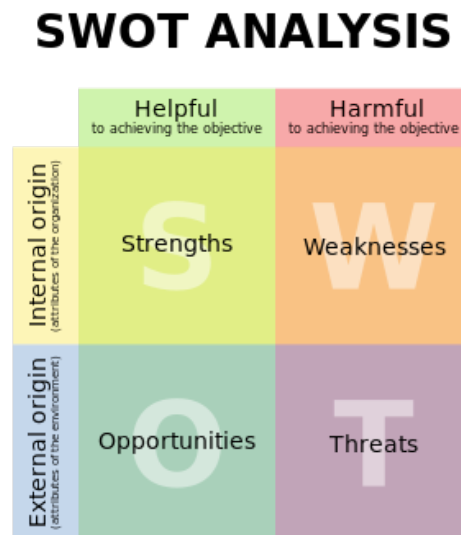 SWOT ANALYSIS
Helpful
to achieving the objective
Harmful
to achieving the objective
Internal origin
(attributes of the organization)
S
Strengths
W
Weaknesses
External origin
(attributes of the environment)
O
Opportunities
T
Threats